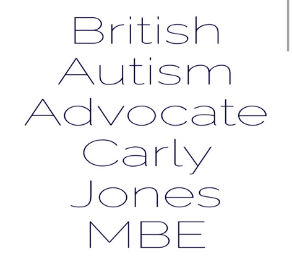 British
Autism
Advocate
Carly
Jones
MBE